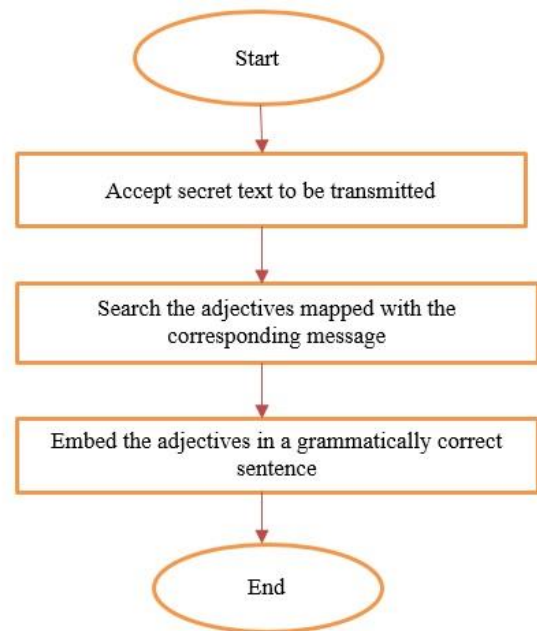 Start
Accept secret text to be transmitted
Search the adjectives mapped with the
corresponding message
Embed the adjectives in a grammatically correct
sentence
End